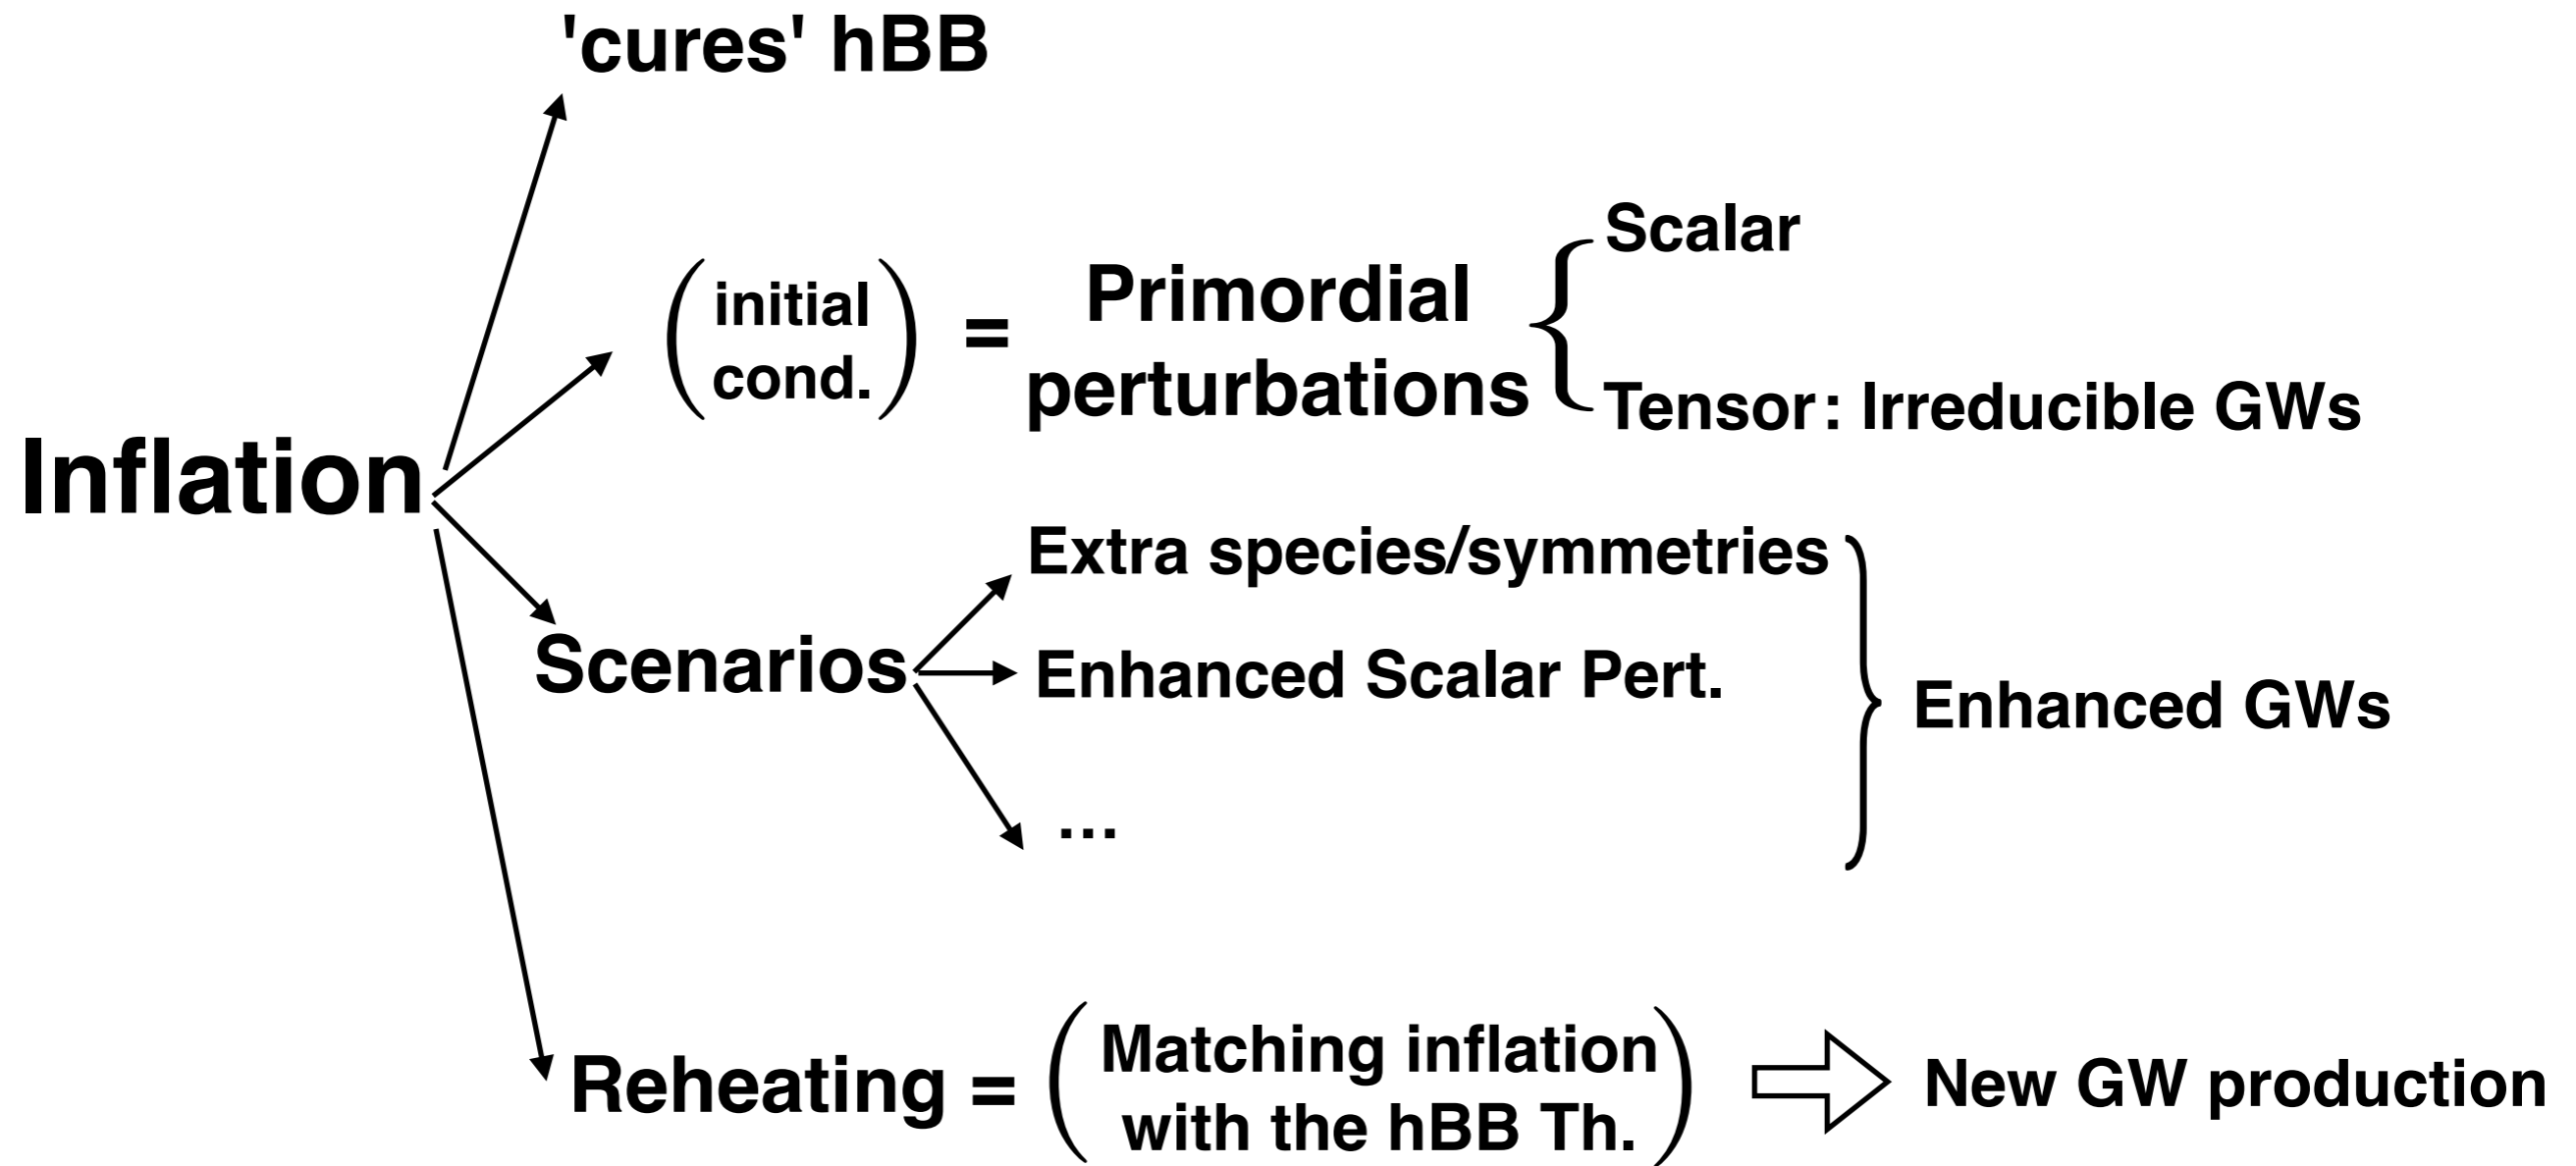 'cures' hBB
Scalar
initial
cond.
=
Primordial
perturbations
Tensor: Irreducible GWs
Inflation
Extra species/symmetries
Scenarios
Enhanced Scalar Pert.
Enhanced GWs
...
Reheating = (Matching inflation
with the hBB Th.)
New GW production